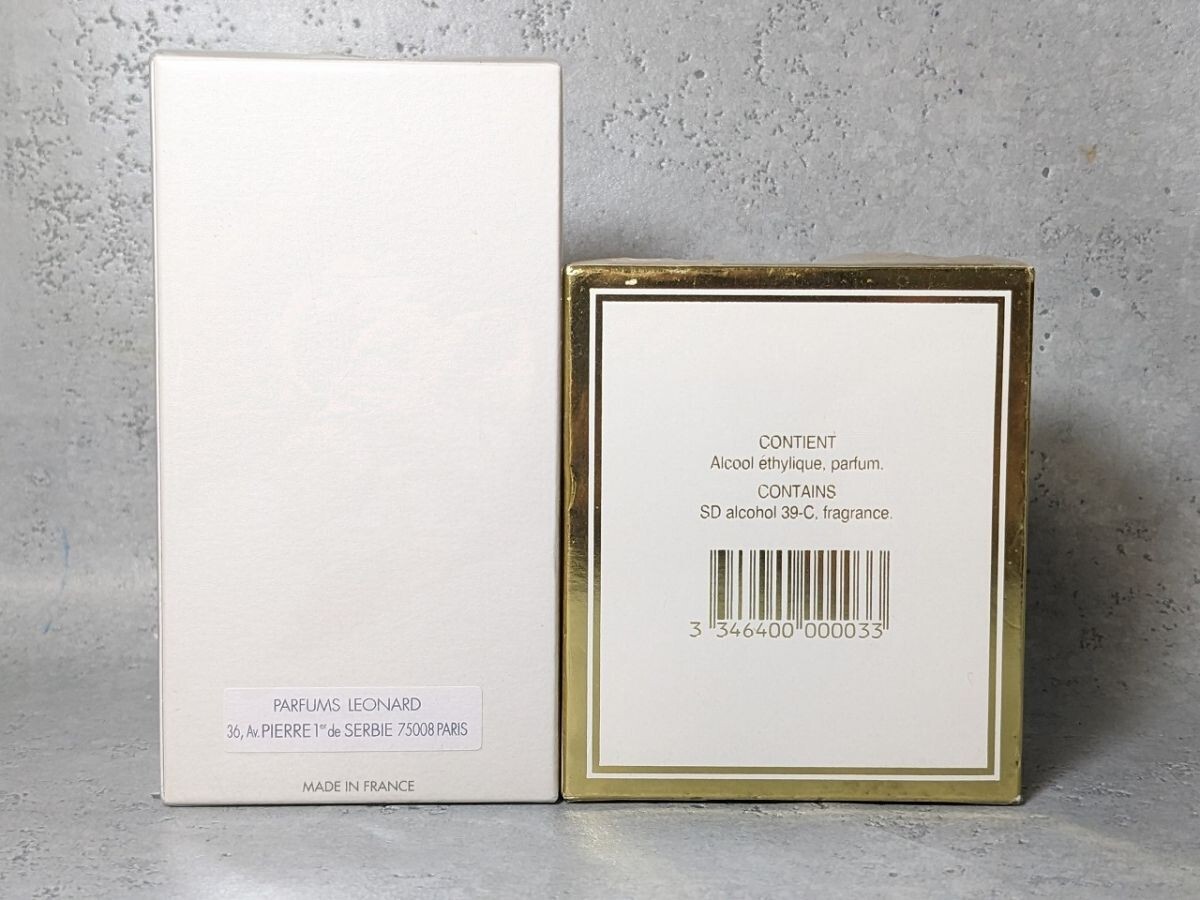 PARFUMS LEONARD
36, Av. PIERRE 1er de SERBIE 75008 PARIS
MADE IN FRANCE
CONTIENT
Alcool éthylique, parfum.
CONTAINS
SD alcohol 39-C, fragrance.
3 346400 000033